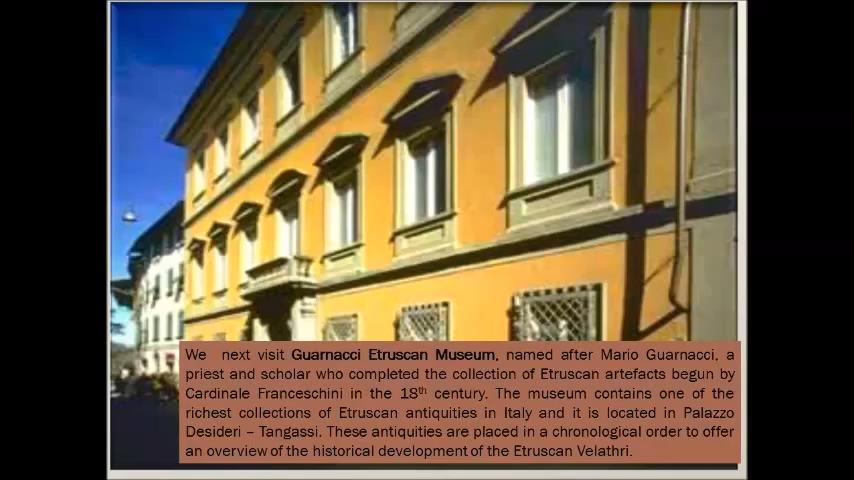 We next visit Guarnacci Etruscan Museum, named after Mario Guarnacci, a
priest and scholar who completed the collection of Etruscan artefacts begun by
Cardinale Franceschini in the 18th century. The museum contains one of the
richest collections of Etruscan antiquities in Italy and it is located in Palazzo
Desideri – Tangassi. These antiquities are placed in a chronological order to offer
an overview of the historical development of the Etruscan Velathri.